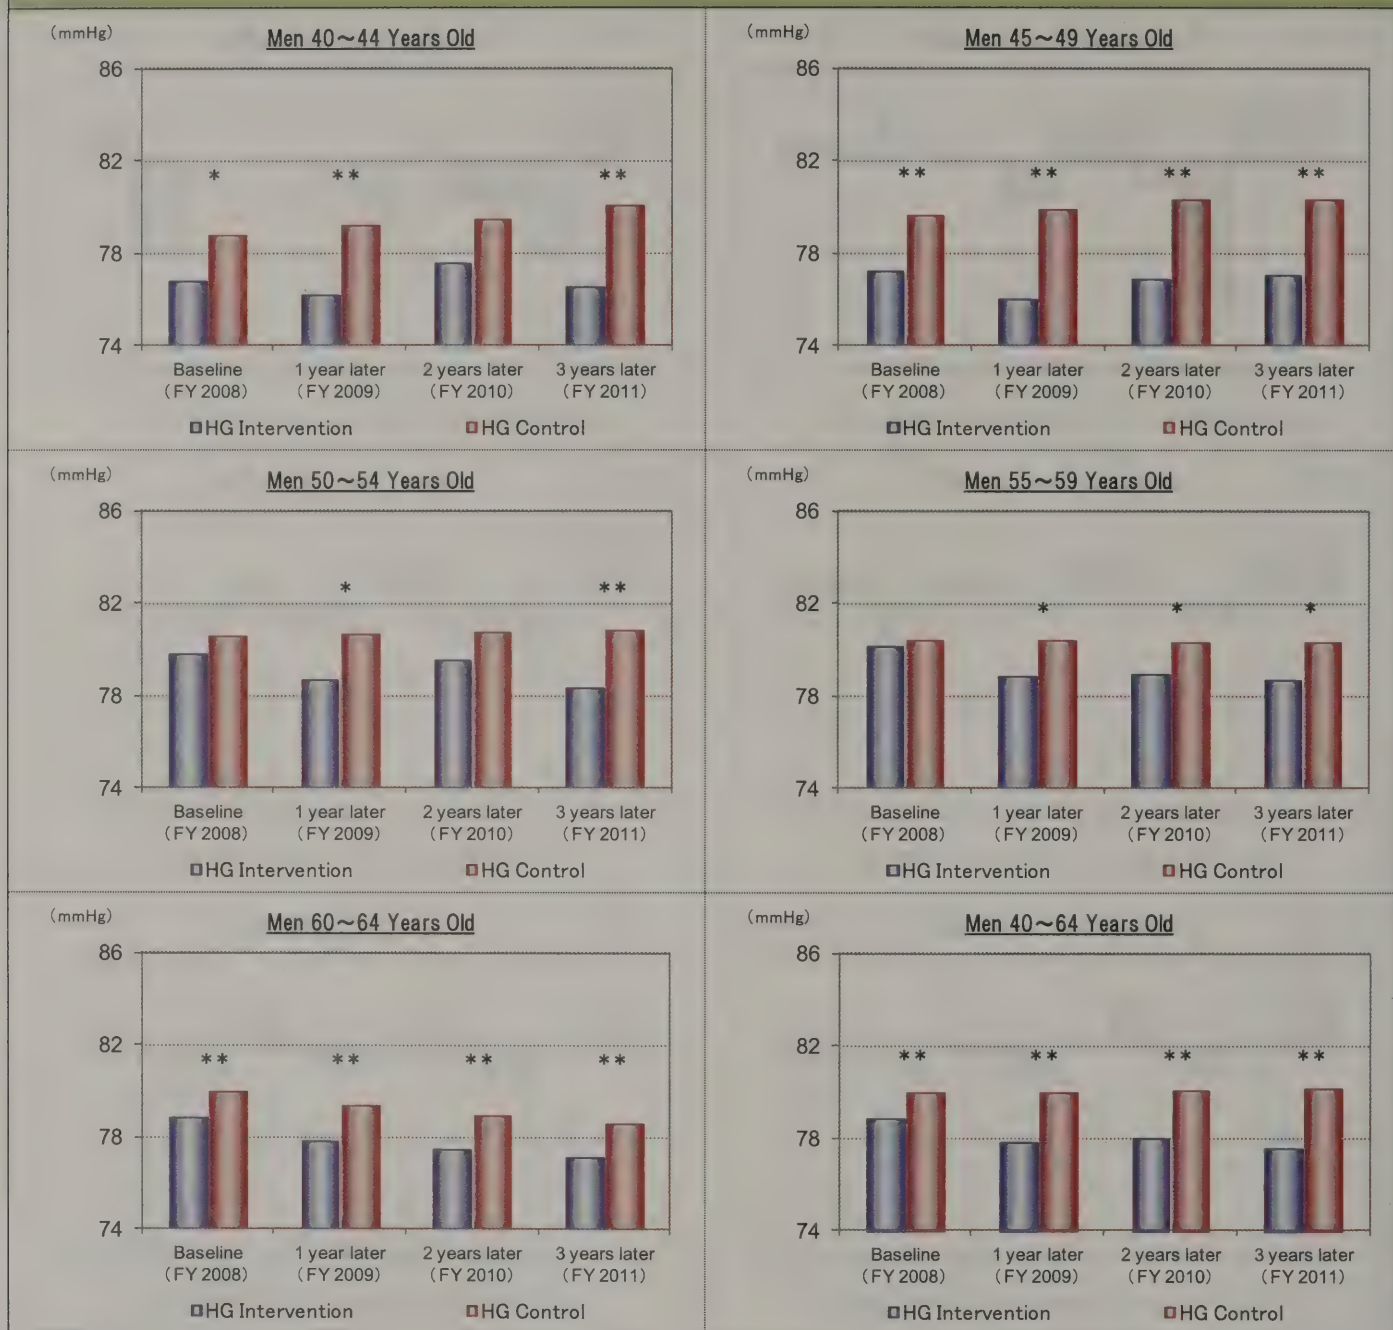 (mmHg)
Men 40～44 Years Old
86
82
78
74
* ** **
Baseline 1 year later 2 years later 3 years later
(FY 2008) (FY 2009) (FY 2010) (FY 2011)
HG Intervention HG Control
(mmHg)
Men 45～49 Years Old
86
82
78
74
** ** ** **
Baseline 1 year later 2 years later 3 years later
(FY 2008) (FY 2009) (FY 2010) (FY 2011)
HG Intervention HG Control
(mmHg)
Men 50～54 Years Old
86
82
78
74
* **
Baseline 1 year later 2 years later 3 years later
(FY 2008) (FY 2009) (FY 2010) (FY 2011)
HG Intervention HG Control
(mmHg)
Men 55～59 Years Old
86
82
78
74
* * *
Baseline 1 year later 2 years later 3 years later
(FY 2008) (FY 2009) (FY 2010) (FY 2011)
HG Intervention HG Control
(mmHg)
Men 60～64 Years Old
86
82
78
74
** ** ** **
Baseline 1 year later 2 years later 3 years later
(FY 2008) (FY 2009) (FY 2010) (FY 2011)
HG Intervention HG Control
(mmHg)
Men 40～64 Years Old
86
82
78
74
** ** ** **
Baseline 1 year later 2 years later 3 years later
(FY 2008) (FY 2009) (FY 2010) (FY 2011)
HG Intervention HG Control